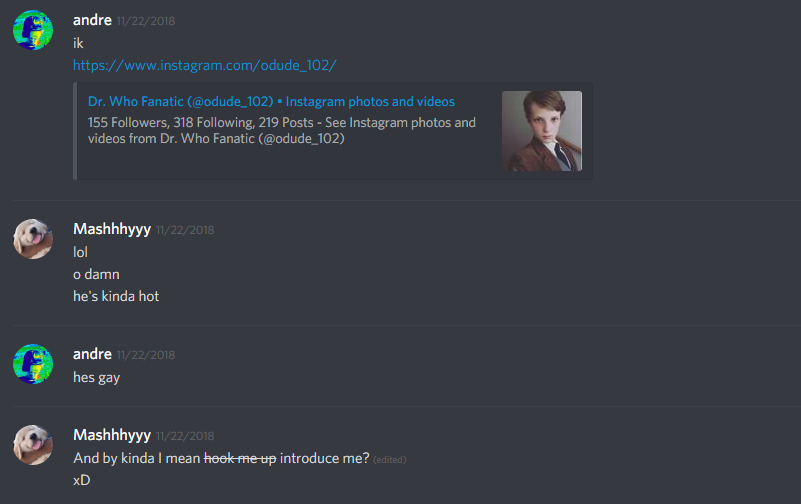 andre 11/22/2018
ik
https://www.instagram.com/odude_102/
Dr. Who Fanatic (@odude_102) • Instagram photos and videos
155 Followers, 318 Following, 219 Posts - See Instagram photos and
videos from Dr. Who Fanatic (@odude_102)
Mashhhyyy 11/22/2018
lol
o damn
he's kinda hot
andre 11/22/2018
hes gay
Mashhhyyy 11/22/2018
And by kinda I mean hook me up introduce me? (edited)
xD